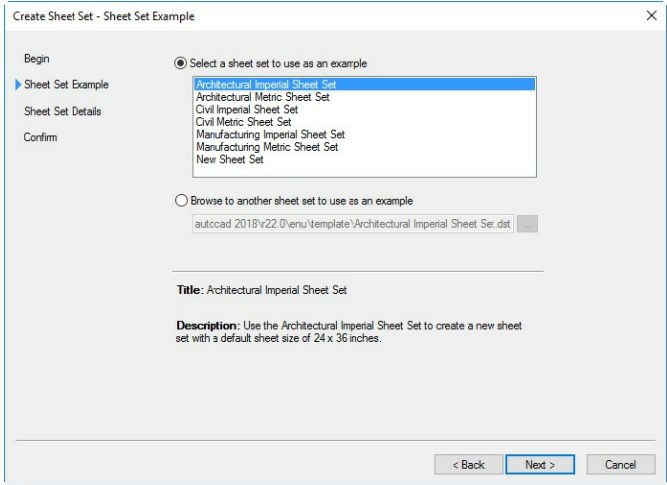 Create Sheet Set - Sheet Set Example
Begin
Sheet Set Example
Sheet Set Details
Confirm
Select a sheet set to use as an example
Architectural Imperial Sheet Set
Architectural Metric Sheet Set
Civil Imperial Sheet Set
Civil Metric Sheet Set
Manufacturing Imperial Sheet Set
Manufacturing Metric Sheet Set
New Sheet Set
Browse to another sheet set to use as an example
autocad 2018\r22.0\enu\template\Architectural Imperial Sheet Set.dst
...
Title: Architectural Imperial Sheet Set
Description: Use the Architectural Imperial Sheet Set to create a new sheet
set with a default sheet size of 24 x 36 inches.
< Back Next > Cancel